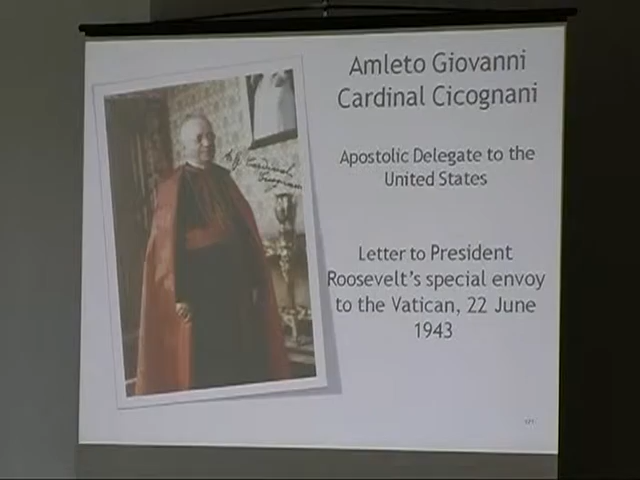 Amleto Giovanni
Cardinal Cicognani
Apostolic Delegate to the
United States
Letter to President
Roosevelt's special envoy
to the Vatican, 22 June
1943
Cardinal